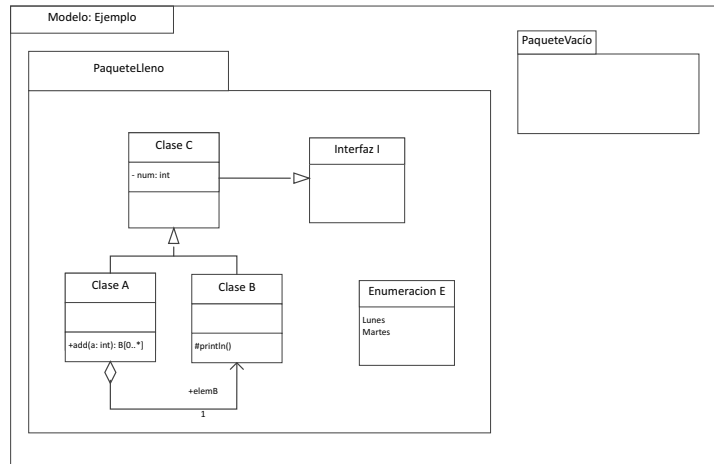 Modelo: Ejemplo
PaqueteVacío
PaqueteLleno
Clase C
- num: int
Interfaz I
Clase A
+add(a: int): B[0..*]
Clase B
#println()
Enumeracion E
Lunes
Martes
+elemB
1